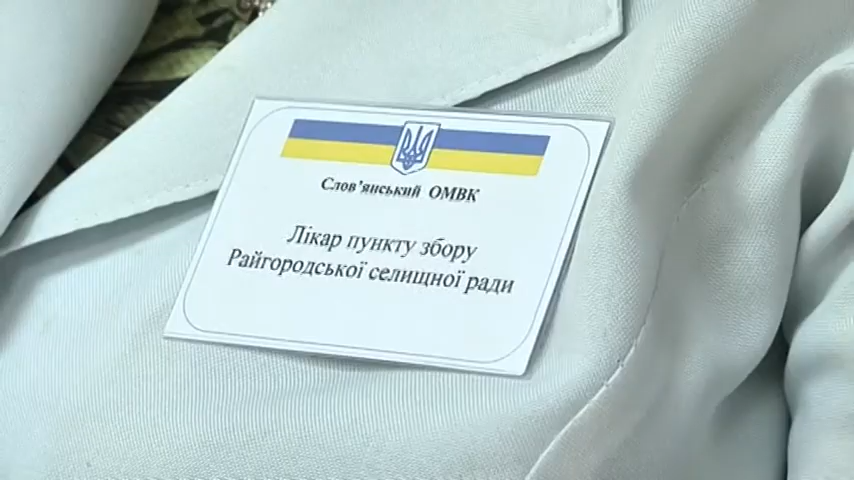 Слов'янський ОМВК
Лікар пункту збору
Райгородської селищної ради